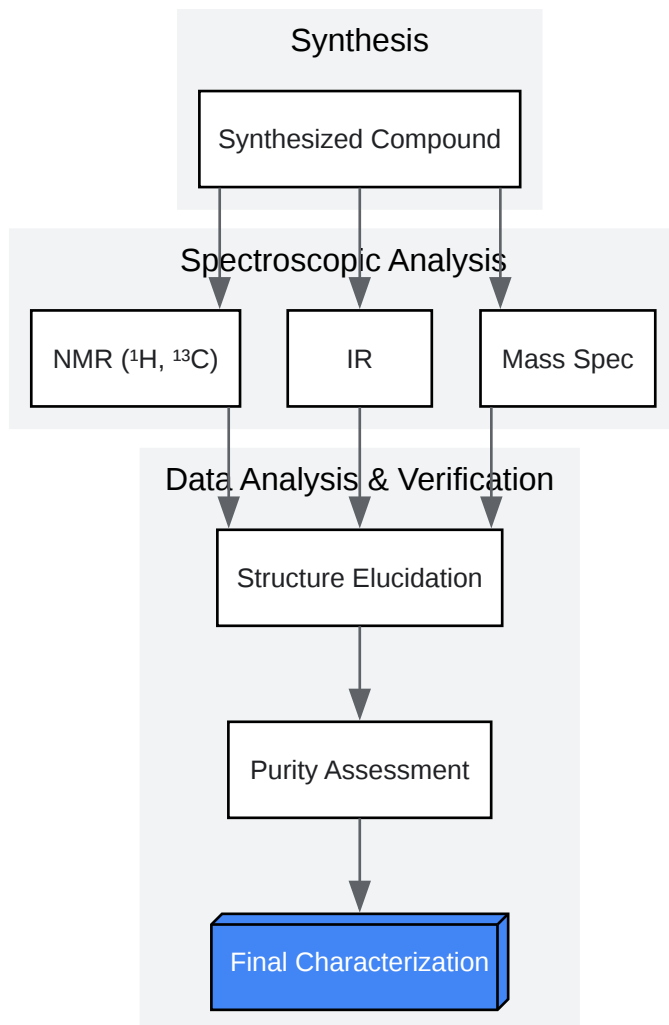 Synthesis
Synthesized Compound
Spectroscopic Analysis
NMR (¹H, ¹³C)
IR
Mass Spec
Data Analysis & Verification
Structure Elucidation
Purity Assessment
Final Characterization